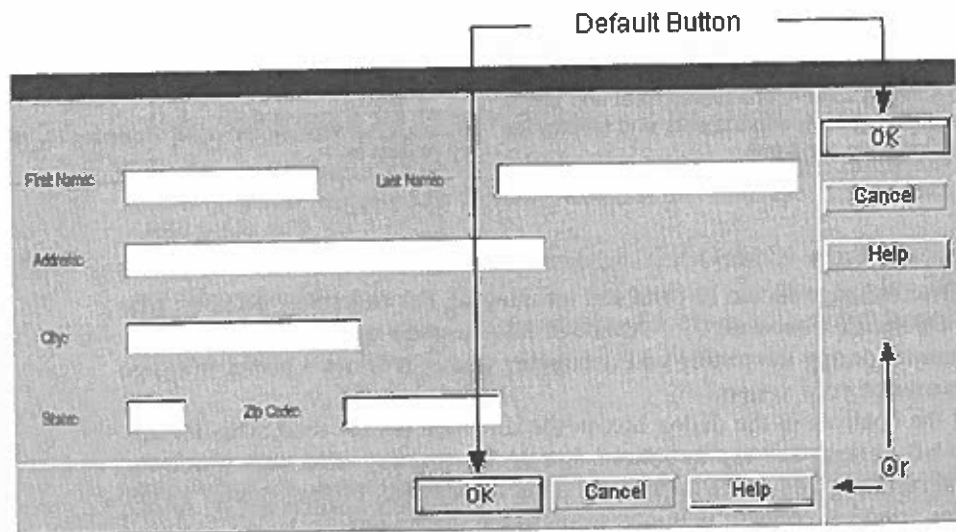 Default Button
OK
First Name:
Last Name:
Cancel
Address:
Help
City:
State:
Zip Code:
Or
OK
Cancel
Help